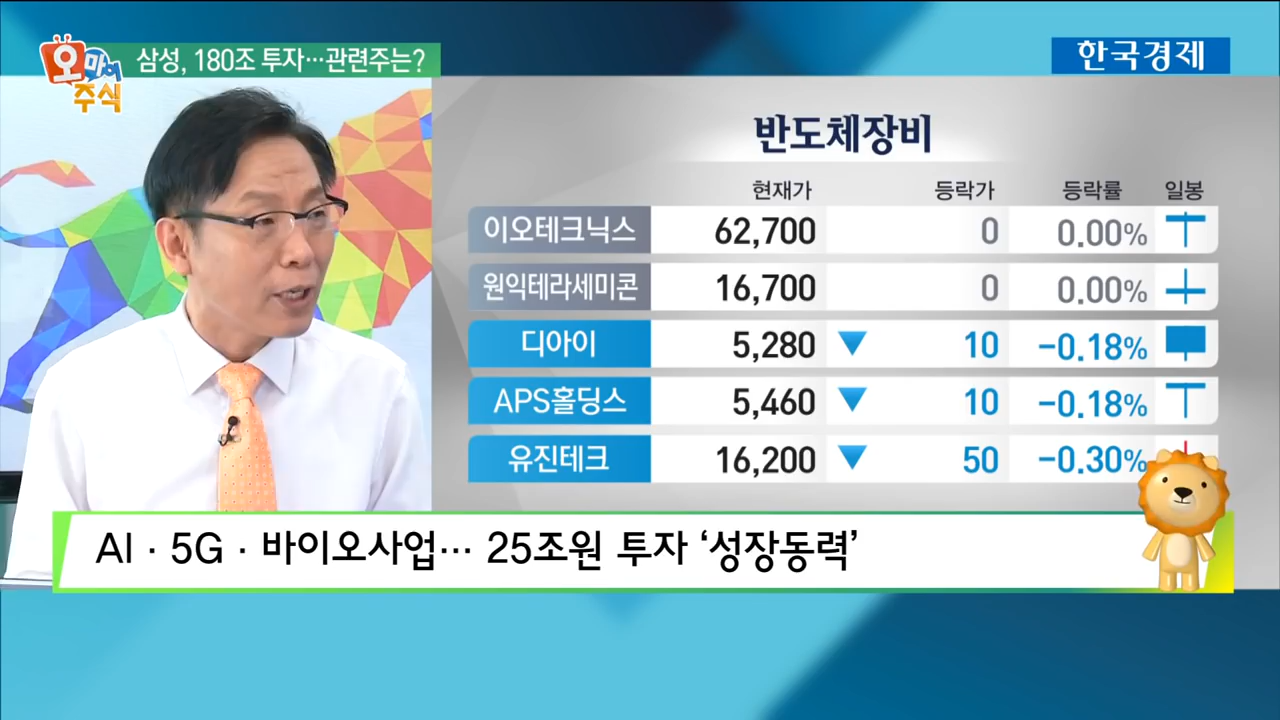 오마이
주식
삼성, 180조 투자…관련주는?
한국경제
반도체장비
현재가 등락가 등락률 일봉
이오테크닉스 62,700 0 0.00%
원익테라세미콘 16,700 0 0.00%
디아이 5,280 ▼ 10 -0.18%
APS홀딩스 5,460 ▼ 10 -0.18%
유진테크 16,200 ▼ 50 -0.30%
AI · 5G · 바이오사업… 25조원 투자 ‘성장동력’